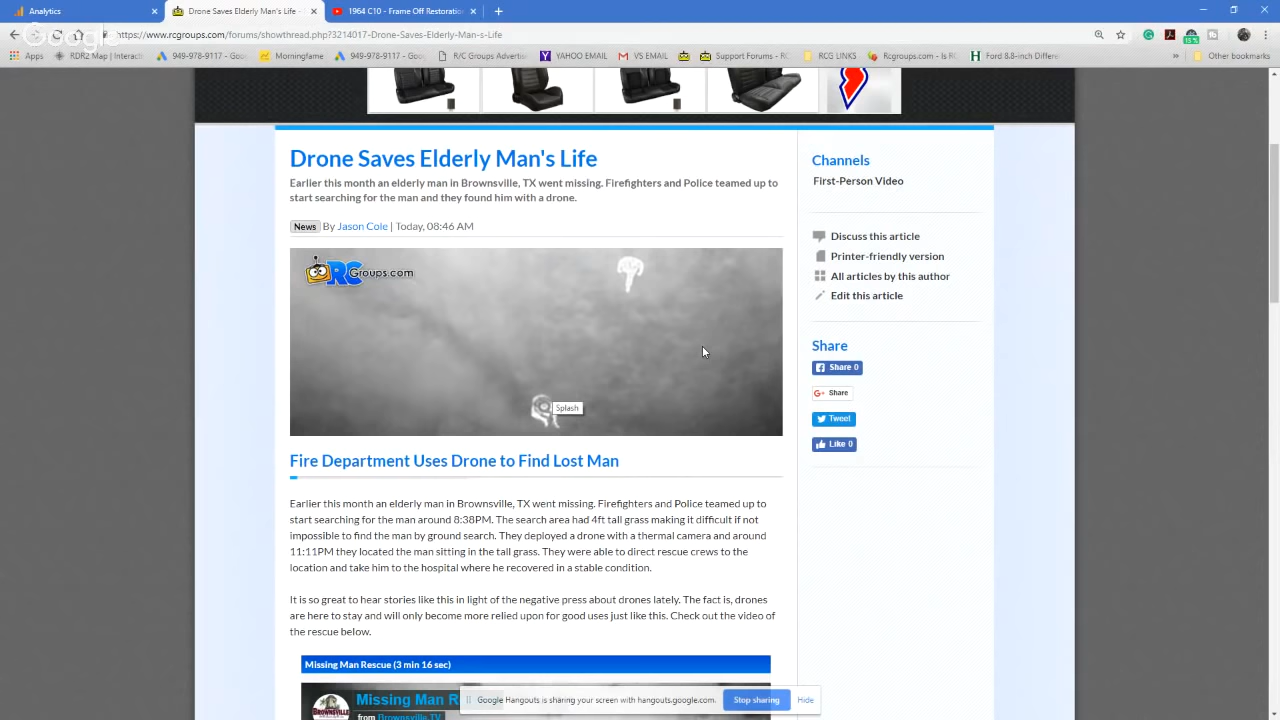 Analytics
Drone Saves Elderly Man's Life -
1964 C10 - Frame Off Restoratio
Google
https://www.rcgroups.com/forums/showthread.php?3214017-Drone-Saves-Elderly-Man-s-Life
Apps
RDR2 Map | Interact
949-978-9117 - Goo
Morningfame
949-978-9117 - Goo
R/C Groups Advertise
YAHOO EMAIL
VS EMAIL
Support Forums - RC
RCG LINKS
Rcgroups.com - Is RC
Ford 8.8-inch Differe
»
Other bookmarks
Drone Saves Elderly Man's Life
Earlier this month an elderly man in Brownsville, TX went missing. Firefighters and Police teamed up to
start searching for the man and they found him with a drone.
News By Jason Cole | Today, 08:46 AM
RCGroups.com
Splash
Channels
First-Person Video
Discuss this article
Printer-friendly version
All articles by this author
Edit this article
Share
Share 0
G+ Share
Tweet
Like 0
Fire Department Uses Drone to Find Lost Man
Earlier this month an elderly man in Brownsville, TX went missing. Firefighters and Police teamed up to
start searching for the man around 8:38PM. The search area had 4ft tall grass making it difficult if not
impossible to find the man by ground search. They deployed a drone with a thermal camera and around
11:11PM they located the man sitting in the tall grass. They were able to direct rescue crews to the
location and take him to the hospital where he recovered in a stable condition.
It is so great to hear stories like this in light of the negative press about drones lately. The fact is, drones
are here to stay and will only become more relied upon for good uses just like this. Check out the video of
the rescue below.
Missing Man Rescue (3 min 16 sec)
Missing Man R
from Brownsville.TV
BROWNSVILLE
Google Hangouts is sharing your screen with hangouts.google.com.
Stop sharing
Hide